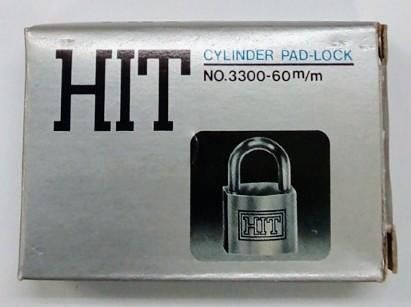 HIT
CYLINDER PAD-LOCK
NO.3300-60m/m
HIT